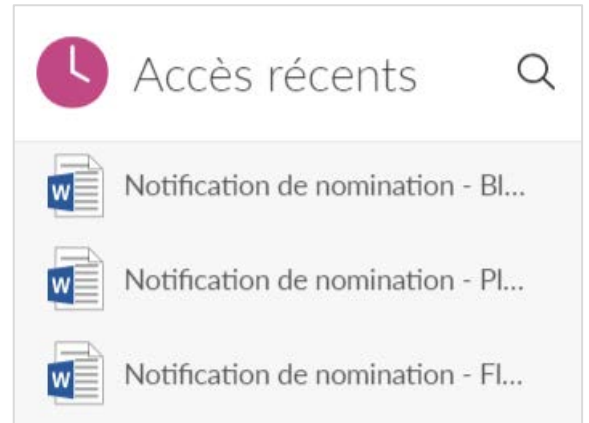 Accès récents
W Notification de nomination - Bl...
W Notification de nomination - Pl...
W Notification de nomination - Fl...